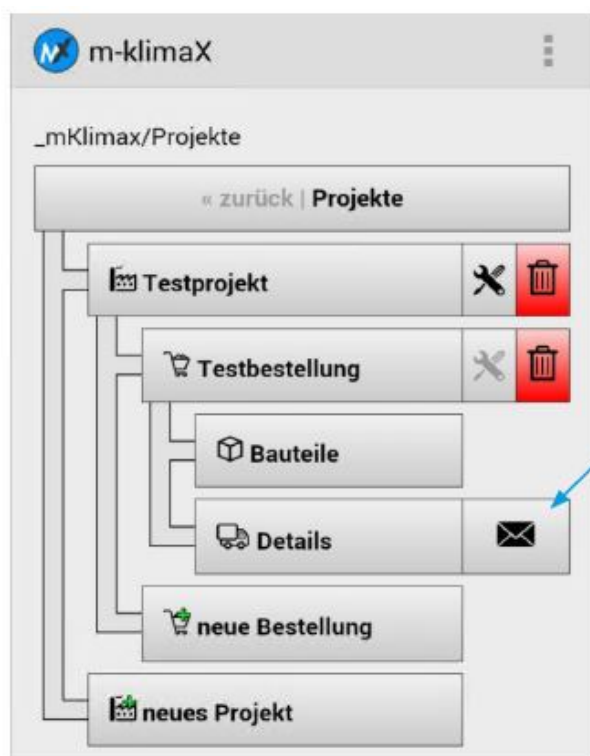 m-klimaX
_mKlimax/Projekte
« zurück | Projekte
Testprojekt
Testbestellung
Bauteile
Details
neue Bestellung
neues Projekt